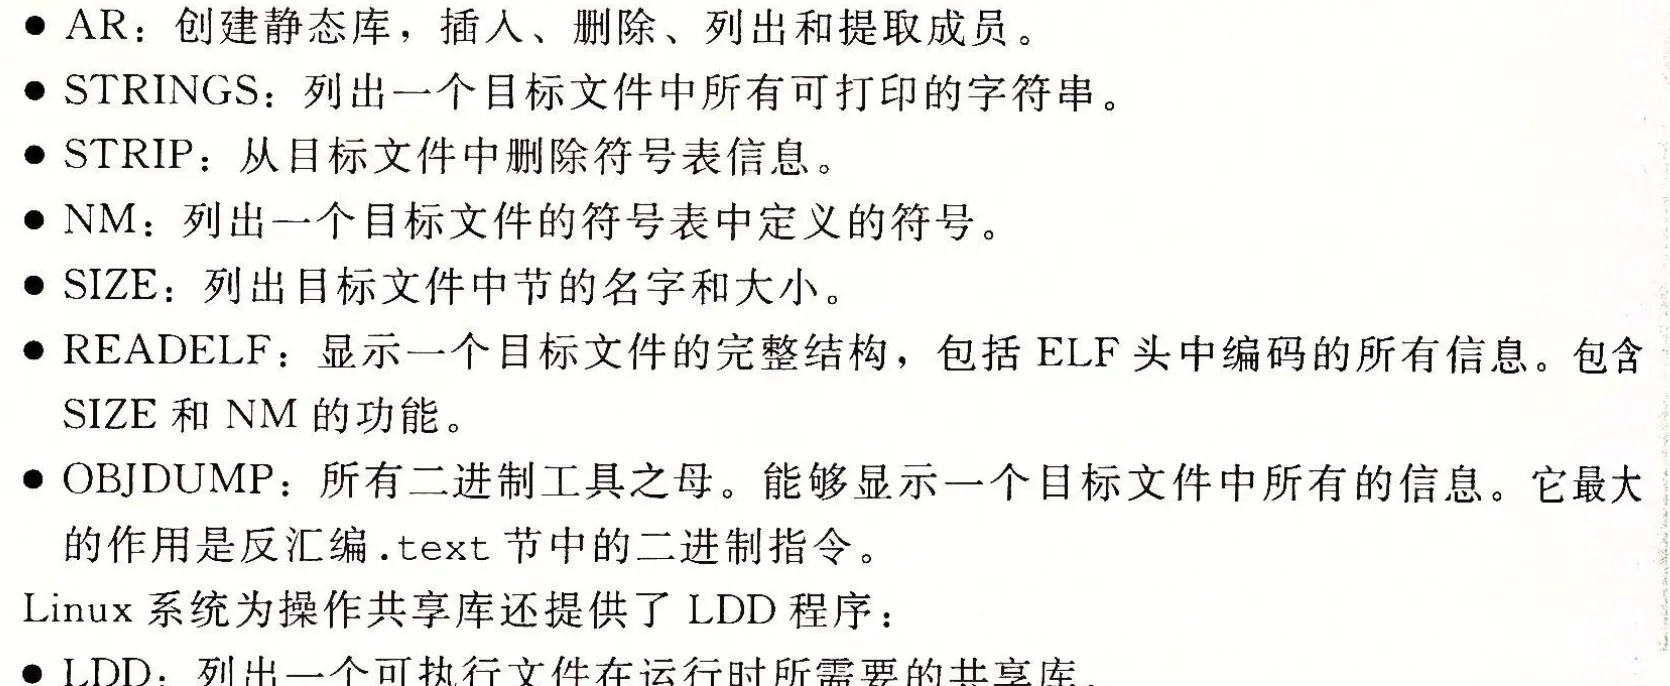 ● AR：创建静态库，插入、删除、列出和提取成员。
● STRINGS：列出一个目标文件中所有可打印的字符串。
● STRIP：从目标文件中删除符号表信息。
● NM：列出一个目标文件的符号表中定义的符号。
● SIZE：列出目标文件中节的名字和大小。
● READELF：显示一个目标文件的完整结构，包括 ELF 头中编码的所有信息。包含
SIZE 和 NM 的功能。
● OBJDUMP：所有二进制工具之母。能够显示一个目标文件中所有的信息。它最大
的作用是反汇编.text 节中的二进制指令。
Linux 系统为操作共享库还提供了 LDD 程序：
● LDD：列出一个可执行文件在运行时所需要的共享库。